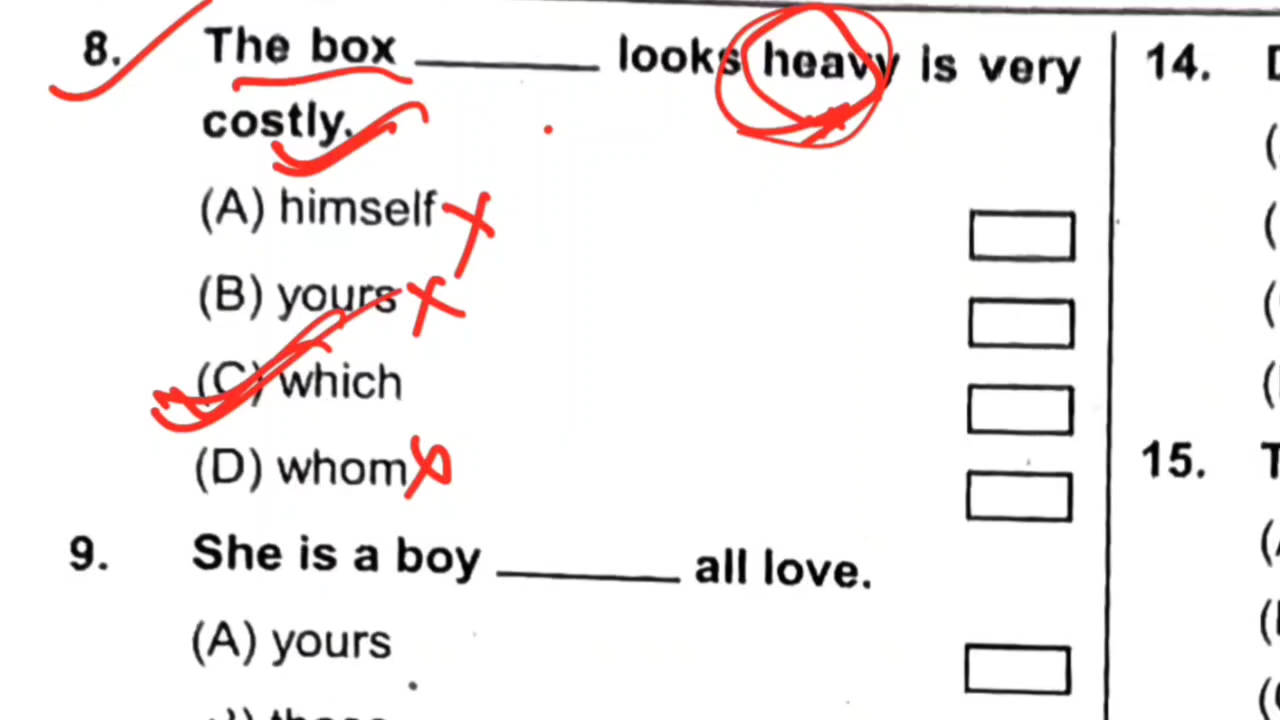 8. The box ________ looks heavy is very
costly.
(A) himself
(B) yours
(C) which
(D) whom
9. She is a boy ________ all love.
(A) yours
14.
15.